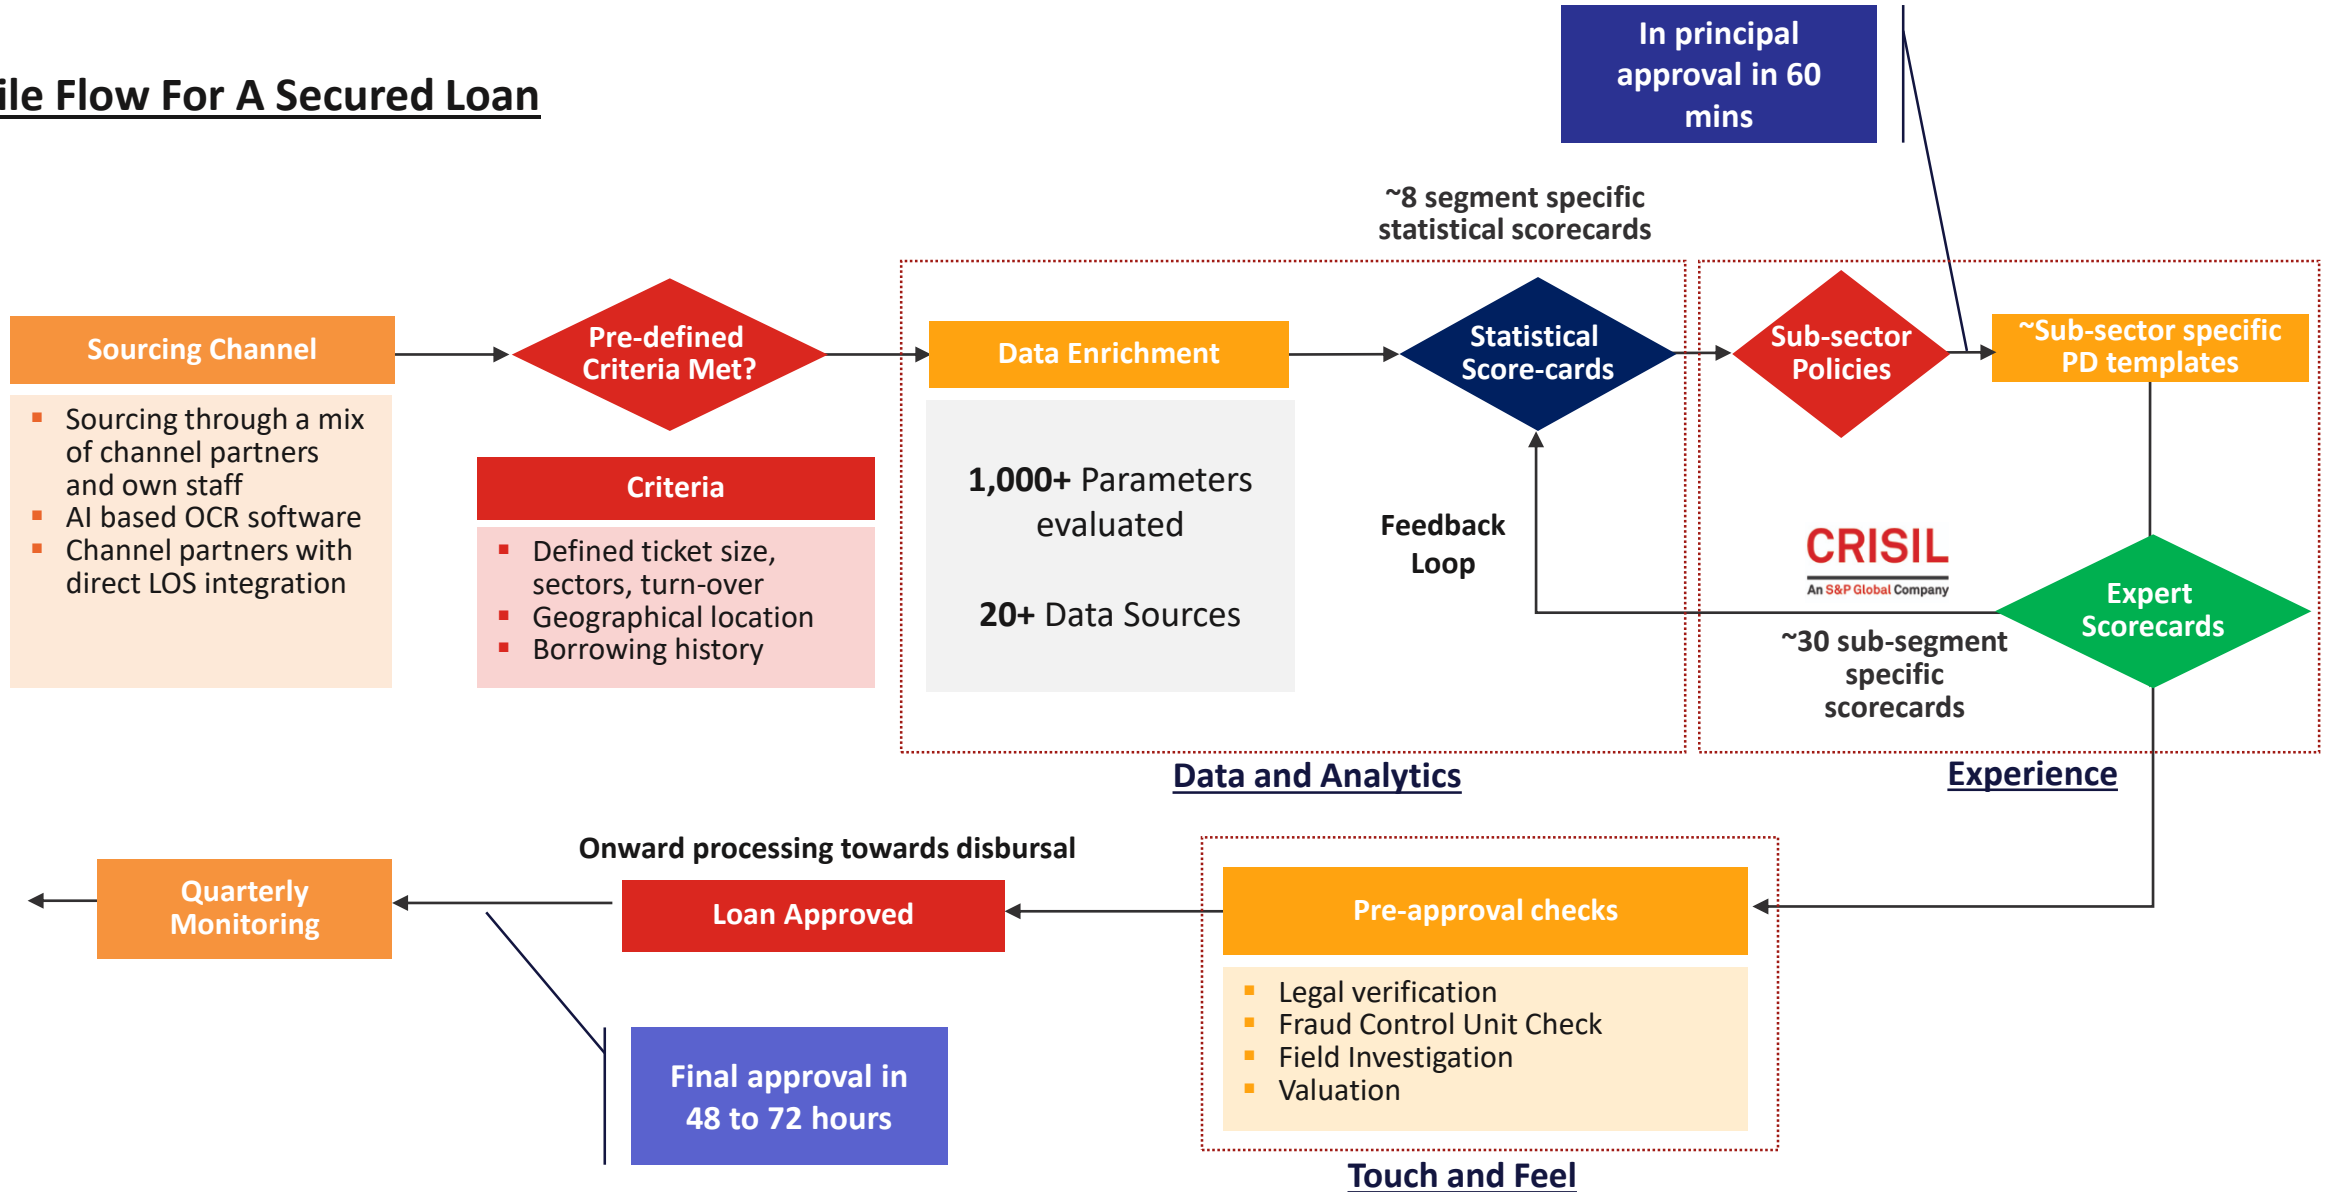 In principal
approval in 60
mins
ile Flow For A Secured Loan
~8 segment specific
statistical scorecards
Sourcing Channel
Pre-defined
Criteria Met?
Data Enrichment
Statistical
Score-cards
Sub-sector
Policies
~Sub-sector specific
PD templates
▪ Sourcing through a mix
of channel partners
and own staff
▪ AI based OCR software
▪ Channel partners with
direct LOS integration
Criteria
▪ Defined ticket size,
sectors, turn-over
▪ Geographical location
▪ Borrowing history
1,000+ Parameters
evaluated
20+ Data Sources
Feedback
Loop
CRISIL
An S&P Global Company
~30 sub-segment
specific
scorecards
Expert
Scorecards
Data and Analytics
Experience
Onward processing towards disbursal
Quarterly
Monitoring
Loan Approved
Pre-approval checks
▪ Legal verification
▪ Fraud Control Unit Check
▪ Field Investigation
▪ Valuation
Final approval in
48 to 72 hours
Touch and Feel